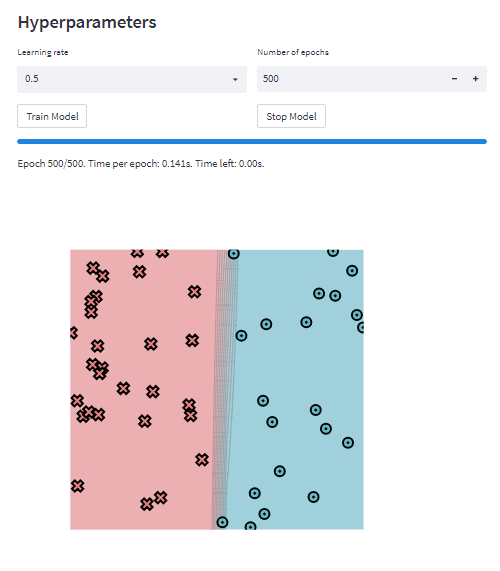 Hyperparameters
Learning rate
Number of epochs
0.5
500
Train Model
Stop Model
Epoch 500/500. Time per epoch: 0.141s. Time left: 0.00s.